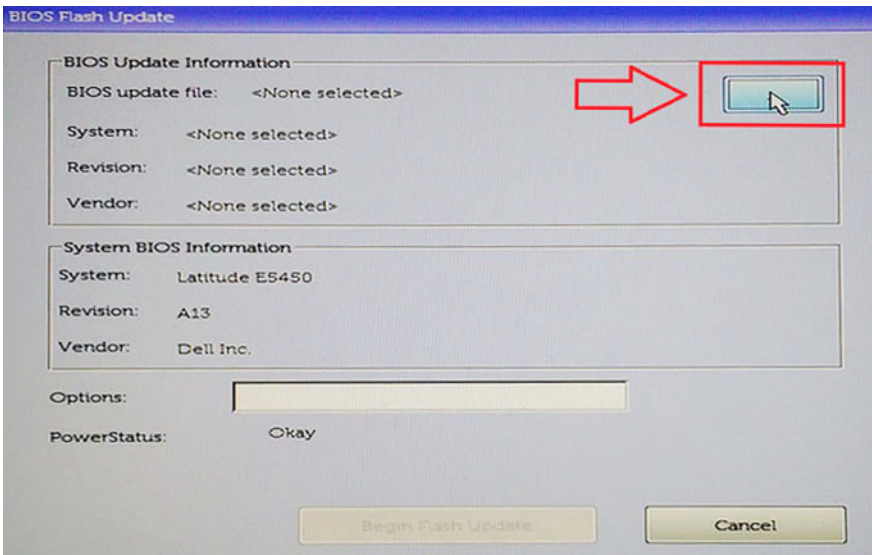 BIOS Flash Update
BIOS Update Information
BIOS update file: <None selected>
System: <None selected>
Revision: <None selected>
Vendor: <None selected>
System BIOS Information
System: Latitude E5450
Revision: A13
Vendor: Dell Inc.
Options:
PowerStatus: Okay
Begin Flash Update Cancel